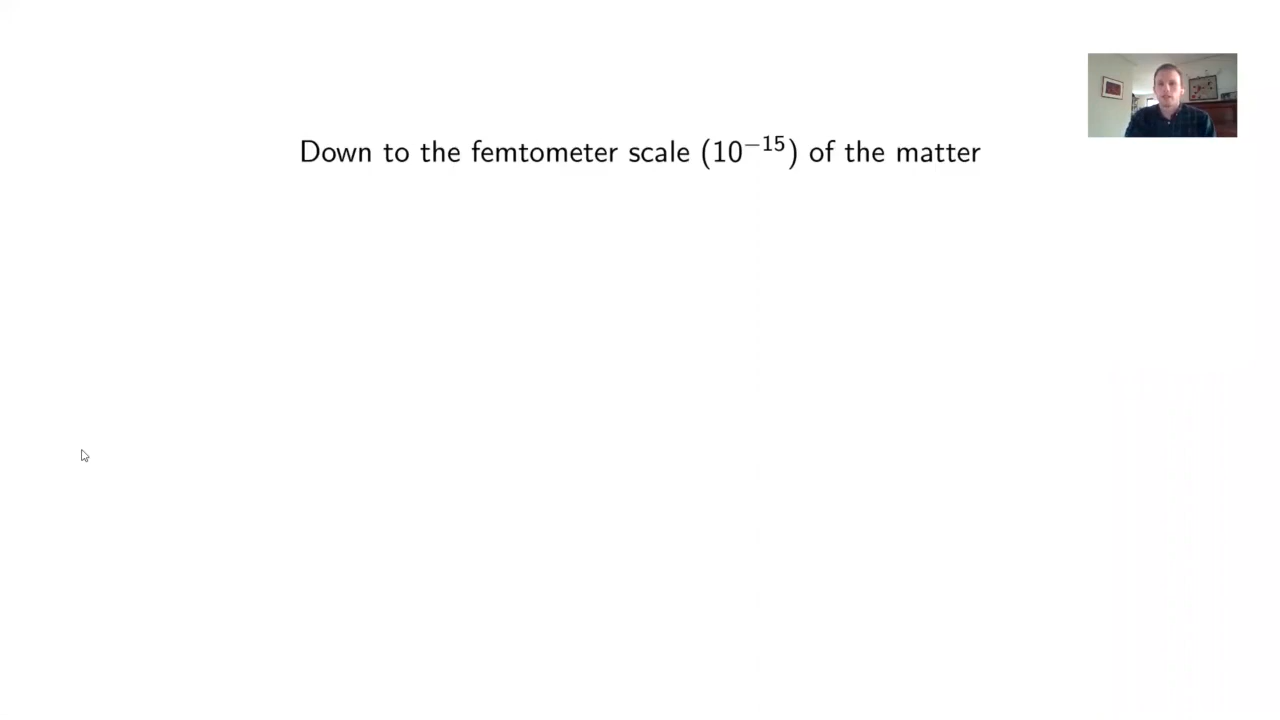 Down to the femtometer scale (10⁻¹⁵) of the matter